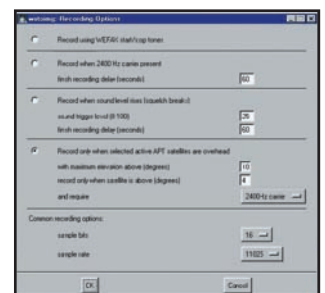 wxtoimg: Recording Options
Record using WEFAX start/stop tones
Record when 2400 Hz carrier present
finish recording delay (seconds) 60
Record when sound level rises (squelch breaks):
sound trigger level (0-100)
finish recording delay (seconds) 60
Record only when selected active APT satellites are overhead
with maximum elevation above (degrees) 10
record only when satellite is above (degrees) 4
and require 2400Hz carrier
Common recording options:
sample bits 16
sample rate 11025
OK Cancel